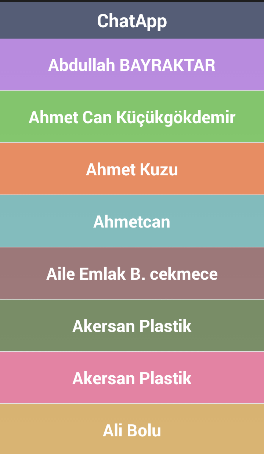 ChatApp
Abdullah BAYRAKTAR
Ahmet Can Küçükgökdemir
Ahmet Kuzu
Ahmetcan
Aile Emlak B. cekmece
Akersan Plastik
Akersan Plastik
Ali Bolu